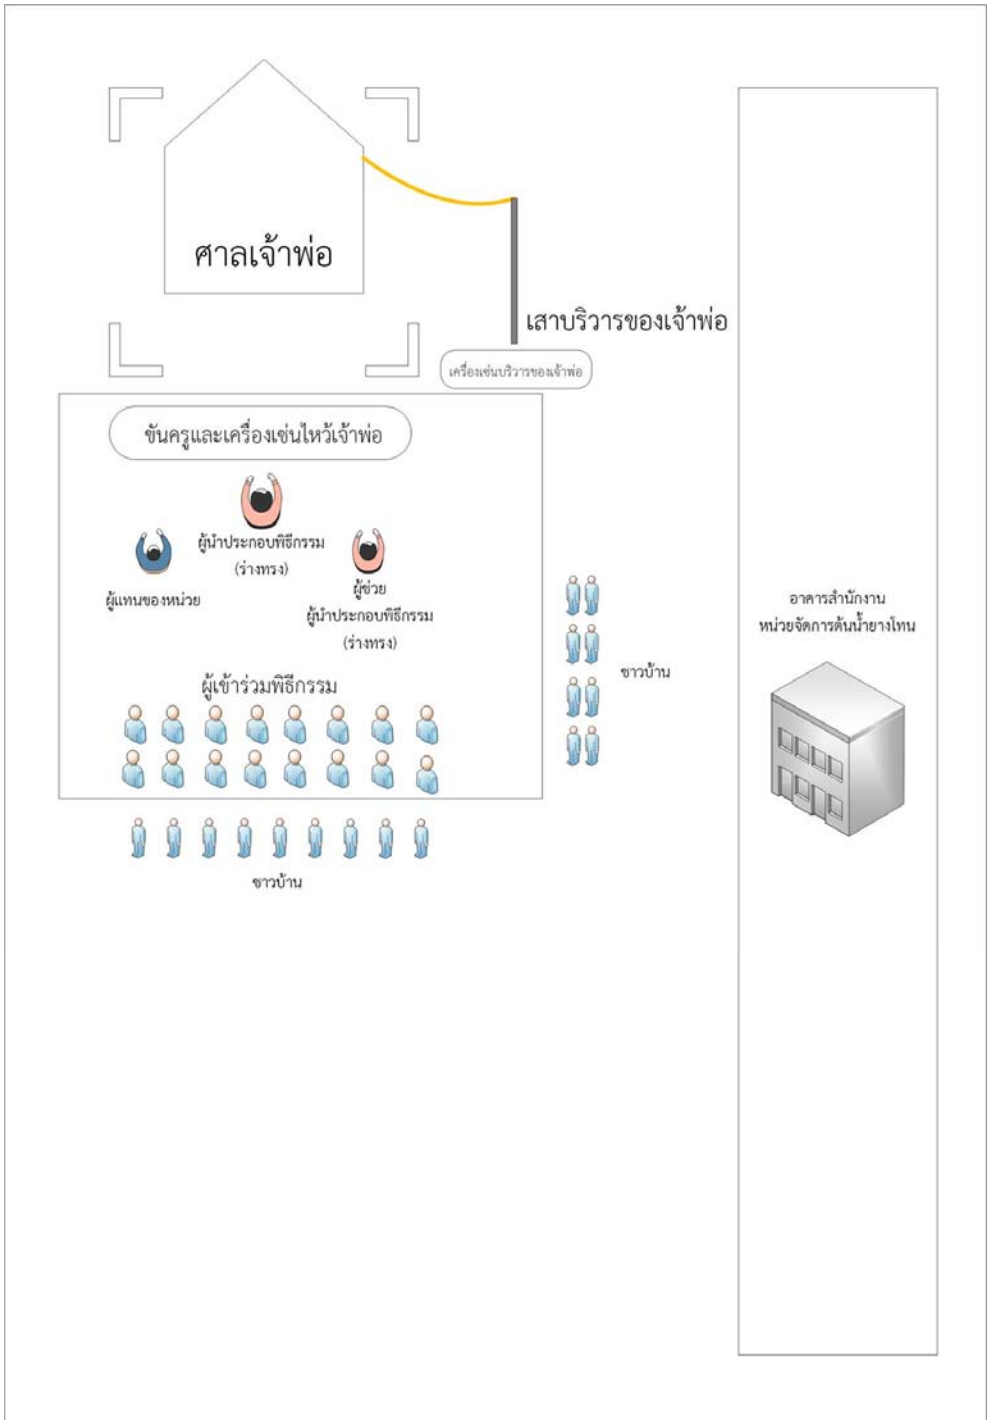 ศาลเจ้าพ่อ
เสาบริวารของเจ้าพ่อ
เครื่องเซ่นบริวารของเจ้าพ่อ
ขันครูและเครื่องเซ่นไหว้เจ้าพ่อ
ผู้นำประกอบพิธีกรรม
(ร่างทรง)
ผู้แทนของหน่วย
ผู้ช่วย
ผู้นำประกอบพิธีกรรม
(ร่างทรง)
ผู้เข้าร่วมพิธีกรรม
ชาวบ้าน
ชาวบ้าน
อาคารสำนักงาน
หน่วยจัดการต้นน้ำยางโทน